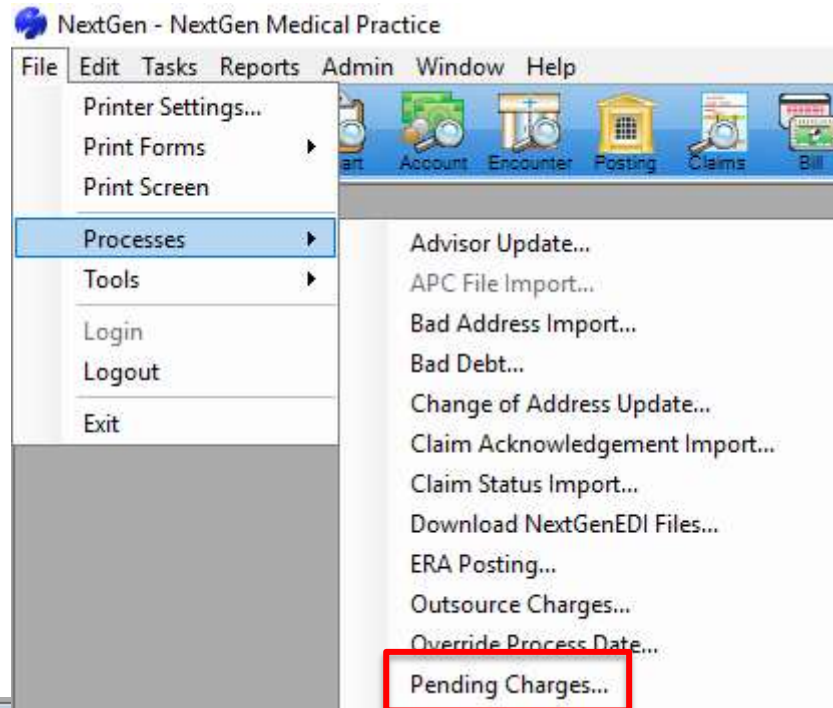 NextGen - NextGen Medical Practice
File Edit Tasks Reports Admin Window Help
Printer Settings...
Print Forms
art Account Encounter Posting Claims Bill
Print Screen
Processes
Advisor Update...
Tools
APC File Import...
Login
Bad Address Import...
Logout
Bad Debt...
Exit
Change of Address Update...
Claim Acknowledgement Import...
Claim Status Import...
Download NextGenEDI Files...
ERA Posting...
Outsource Charges...
Override Process Date...
Pending Charges...